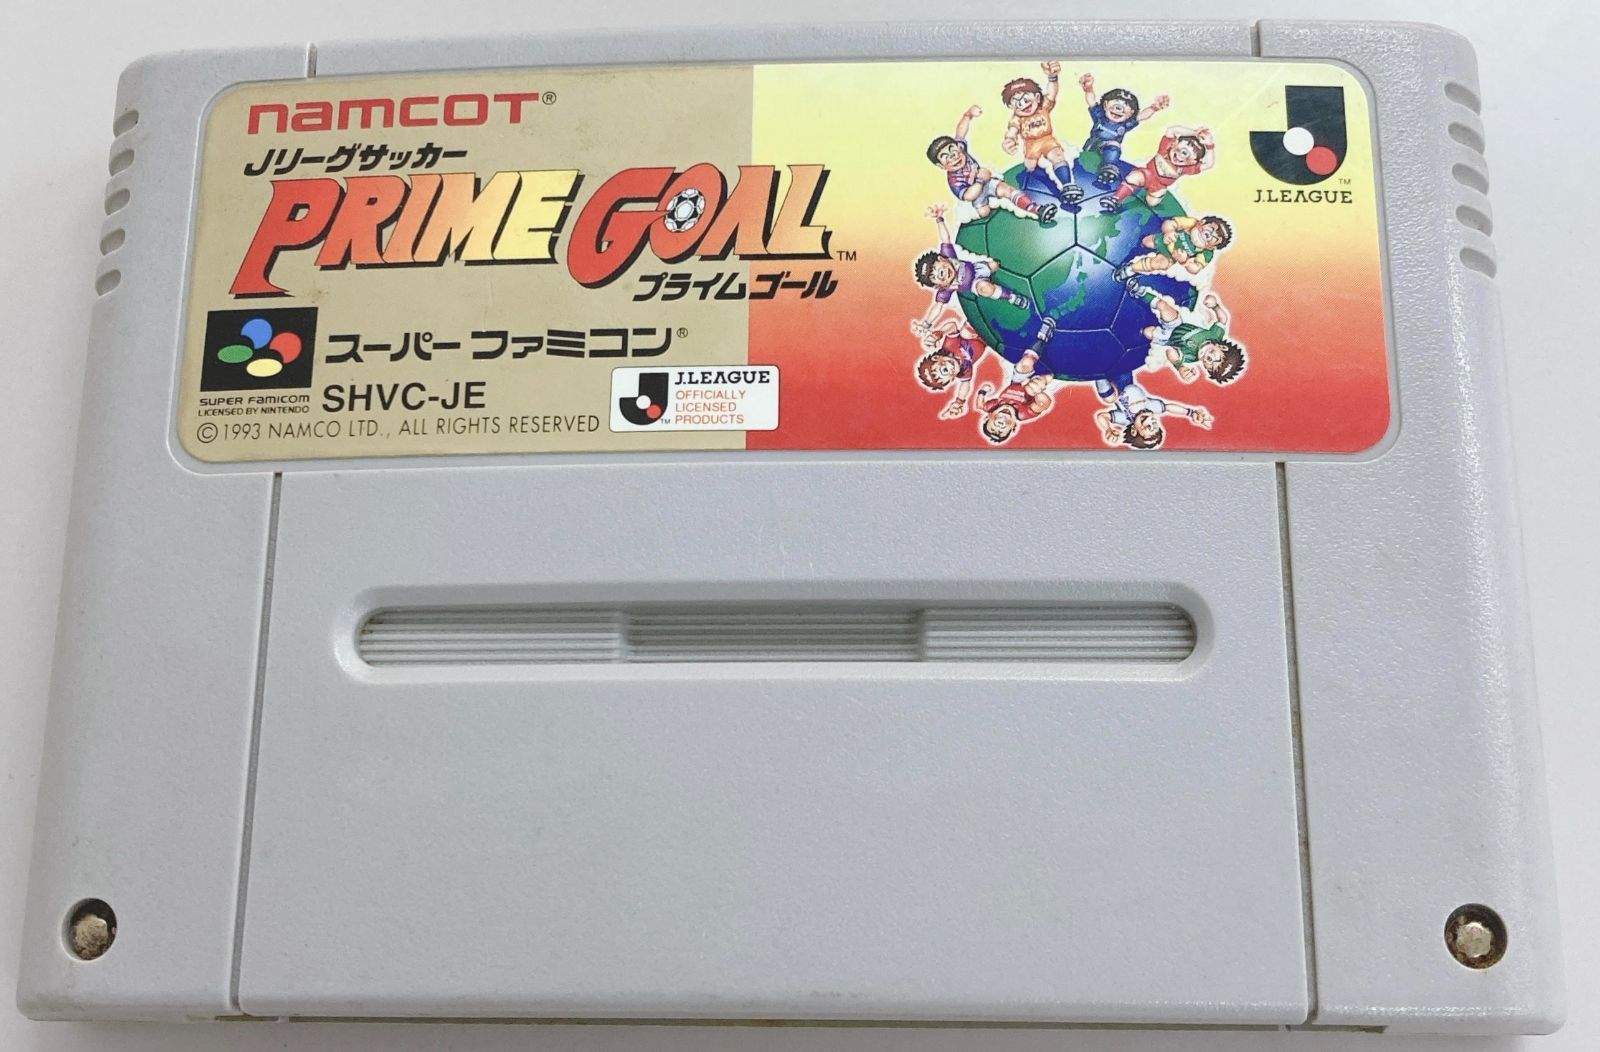 namcot®
Jリーグサッカー
PRIME GOAL™
プライムゴール
スーパーファミコン®
SUPER FAMICOM
LICENSED BY NINTENDO
SHVC-JE
J.LEAGUE
OFFICIALLY
LICENSED
™ PRODUCTS
©1993 NAMCO LTD., ALL RIGHTS RESERVED
™
J.LEAGUE